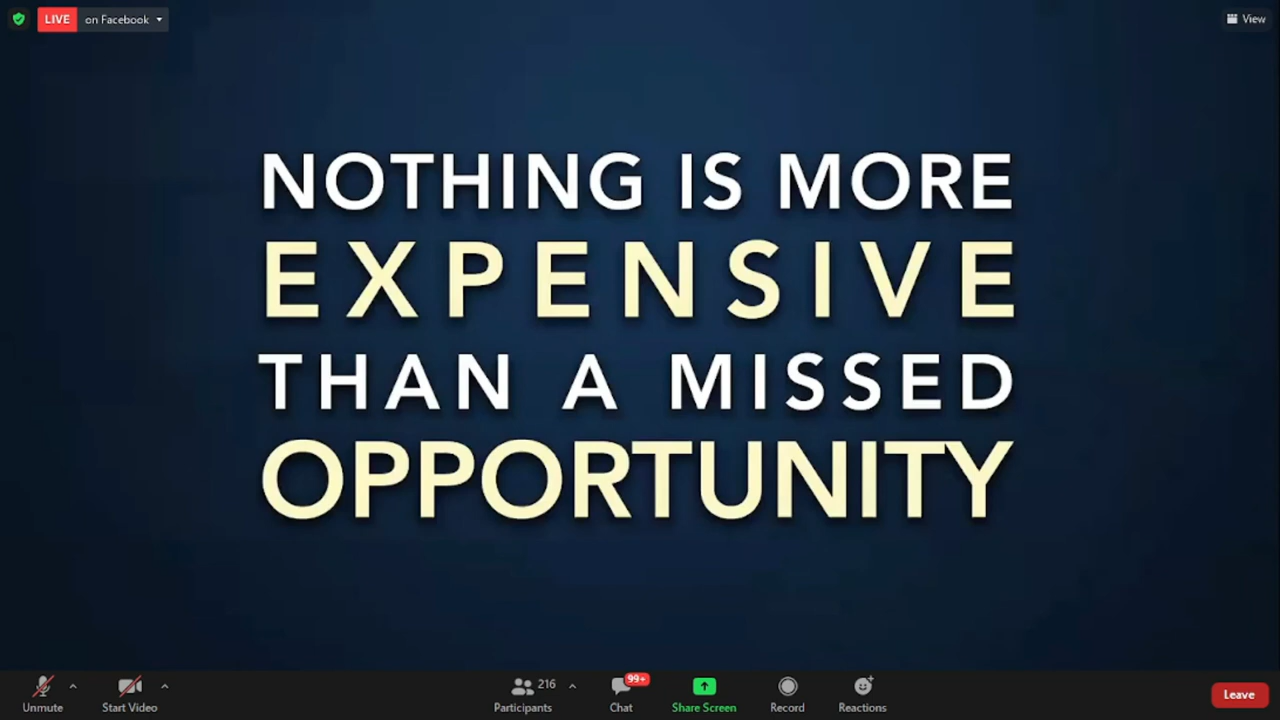 LIVE on Facebook
View
NOTHING IS MORE
EXPENSIVE
THAN A MISSED
OPPORTUNITY
216
99+
Unmute Start Video Participants Chat Share Screen Record Reactions Leave